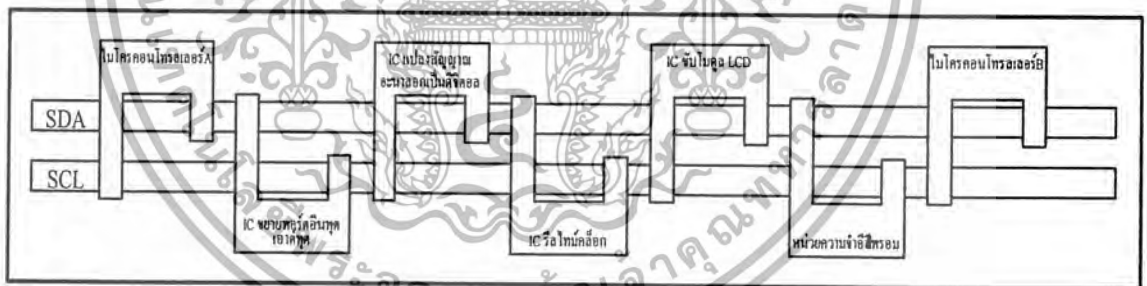 ไมโครคอนโทรลเลอร์A
IC แปลงสัญญาณ
อะนาลอกเป็นดิจิตอล
IC ขับโมดูล LCD
ไมโครคอนโทรลเลอร์B
SDA
SCL
IC ขยายพอร์ตอินพุต
เอาต์พุต
IC รีลไทม์คล็อก
หน่วยความจำอีสีพรอม